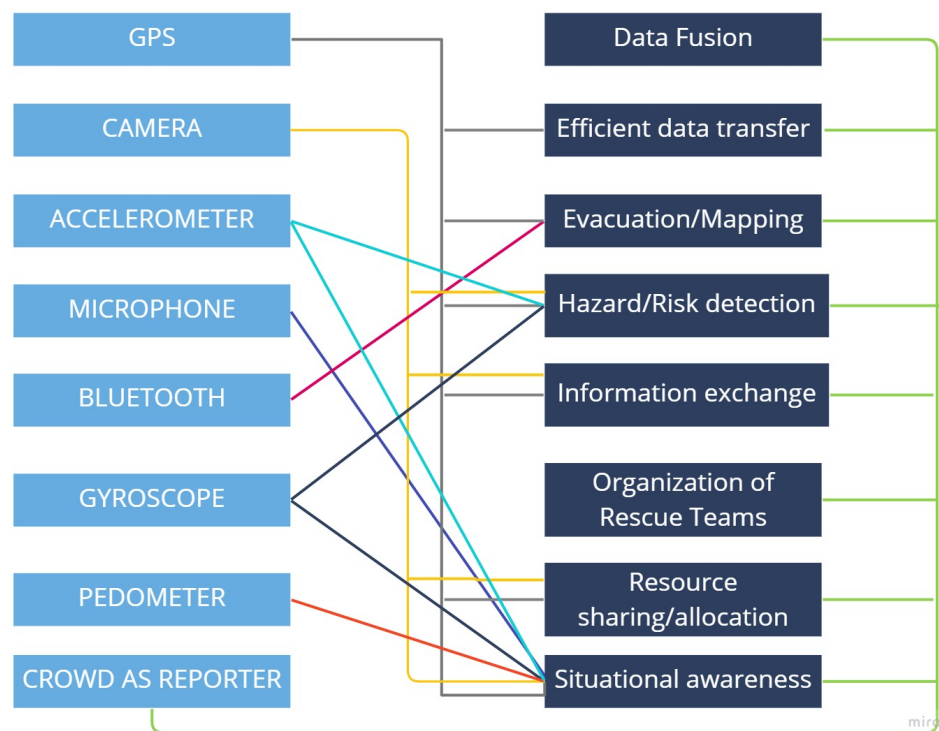 GPS
CAMERA
ACCELEROMETER
MICROPHONE
BLUETOOTH
GYROSCOPE
PEDOMETER
CROWD AS REPORTER
Data Fusion
Efficient data transfer
Evacuation/Mapping
Hazard/Risk detection
Information exchange
Organization of
Rescue Teams
Resource
sharing/allocation
Situational awareness
miro